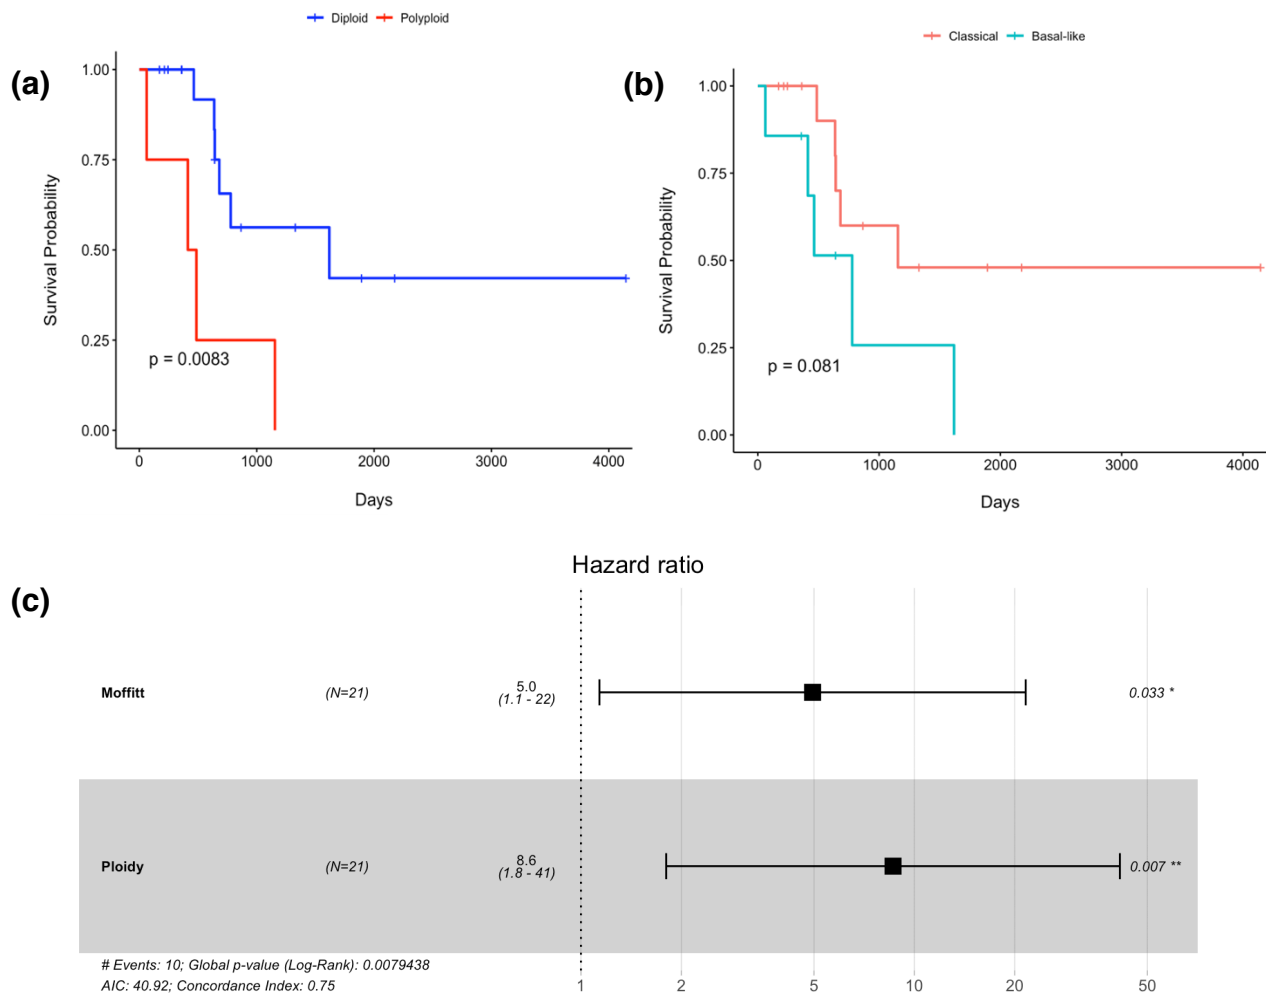 Diploid Polyploid
(a)
1.00
0.75
0.50
0.25
0.00
Survival Probability
p = 0.0083
0 1000 2000 3000 4000
Days
Classical Basal-like
(b)
1.00
0.75
0.50
0.25
0.00
Survival Probability
p = 0.081
0 1000 2000 3000 4000
Days
(c)
Hazard ratio
Moffitt (N=21) 5.0 0.033 *
(1.1 - 22)
Ploidy (N=21) 8.6 0.007 **
(1.8 - 41)
# Events: 10; Global p-value (Log-Rank): 0.0079438
AIC: 40.92; Concordance Index: 0.75
1 2 5 10 20 50